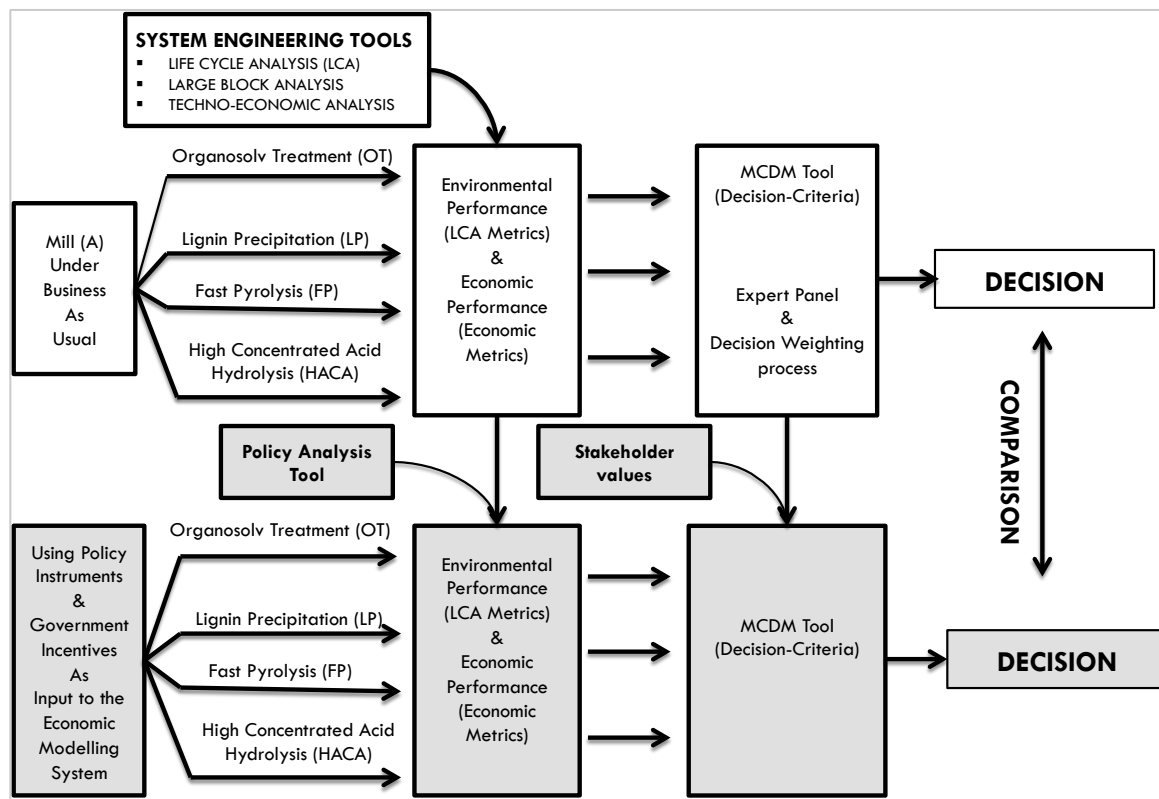 SYSTEM ENGINEERING TOOLS
▪ LIFE CYCLE ANALYSIS (LCA)
▪ LARGE BLOCK ANALYSIS
▪ TECHNO-ECONOMIC ANALYSIS
Mill (A)
Under
Business
As
Usual
Organosolv Treatment (OT)
Lignin Precipitation (LP)
Fast Pyrolysis (FP)
High Concentrated Acid
Hydrolysis (HACA)
Environmental
Performance
(LCA Metrics)
&
Economic
Performance
(Economic
Metrics)
MCDM Tool
(Decision-Criteria)
Expert Panel
&
Decision Weighting
process
DECISION
COMPARISON
Policy Analysis
Tool
Stakeholder
values
Using Policy
Instruments
&
Government
Incentives
As
Input to the
Economic
Modelling
System
Organosolv Treatment (OT)
Lignin Precipitation (LP)
Fast Pyrolysis (FP)
High Concentrated Acid
Hydrolysis (HACA)
Environmental
Performance
(LCA Metrics)
&
Economic
Performance
(Economic
Metrics)
MCDM Tool
(Decision-Criteria)
DECISION